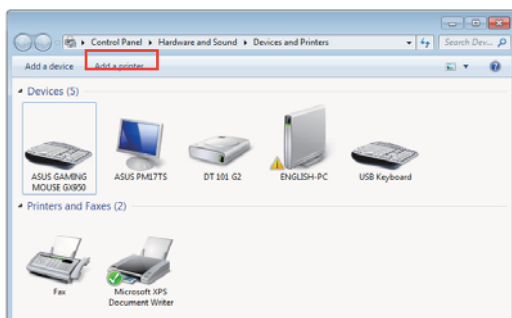 Control Panel ▸ Hardware and Sound ▸ Devices and Printers
Search Dev...
Add a device
Add a printer
Devices (5)
ASUS GAMING MOUSE GX950
ASUS PM17TS
DT 101 G2
ENGLISH-PC
USB Keyboard
Printers and Faxes (2)
Fax
Microsoft XPS Document Writer